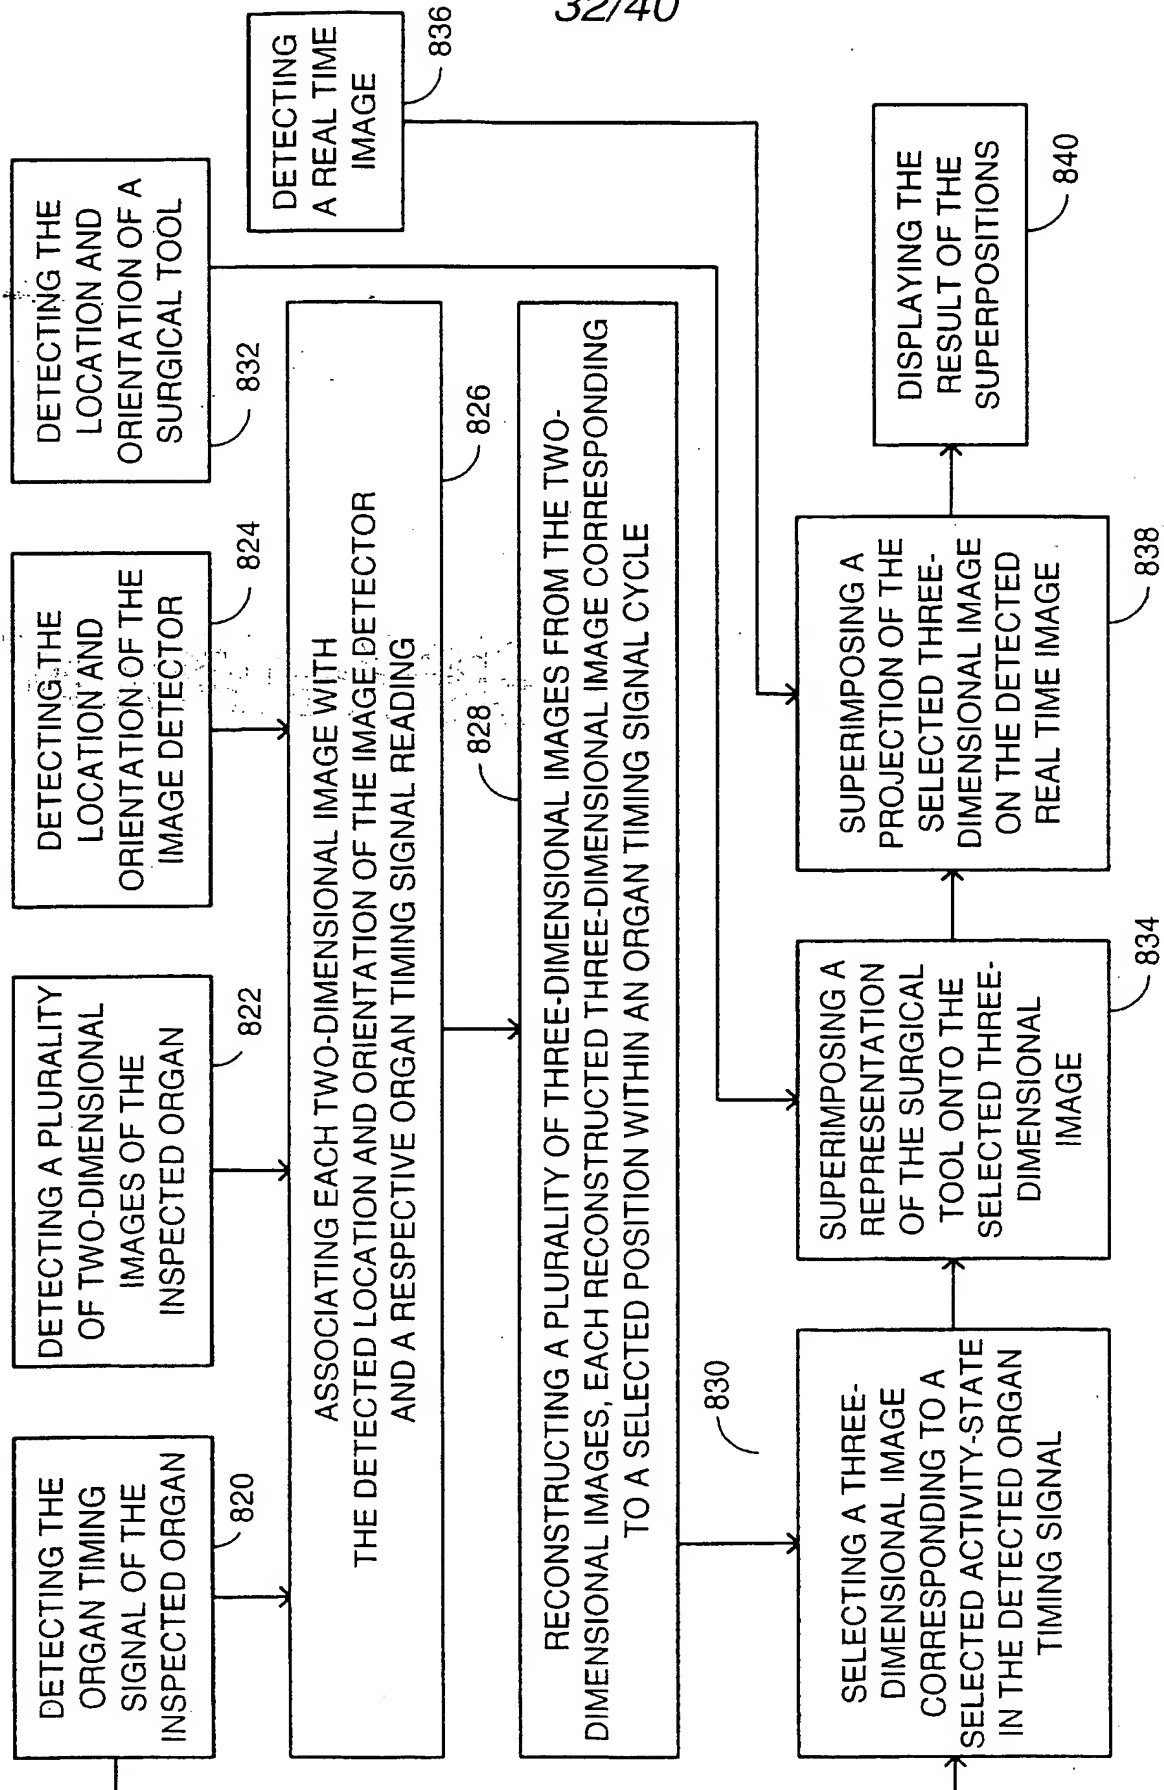 32/40
DETECTING THE
ORGAN TIMING
SIGNAL OF THE
INSPECTED ORGAN
820
DETECTING A PLURALITY
OF TWO-DIMENSIONAL
IMAGES OF THE
INSPECTED ORGAN
822
DETECTING THE
LOCATION AND
ORIENTATION OF THE
IMAGE DETECTOR
824
DETECTING THE
LOCATION AND
ORIENTATION OF A
SURGICAL TOOL
832
DETECTING
A REAL TIME
IMAGE
836
ASSOCIATING EACH TWO-DIMENSIONAL IMAGE WITH
THE DETECTED LOCATION AND ORIENTATION OF THE IMAGE DETECTOR
AND A RESPECTIVE ORGAN TIMING SIGNAL READING
826
828
RECONSTRUCTING A PLURALITY OF THREE-DIMENSIONAL IMAGES FROM THE TWO-
DIMENSIONAL IMAGES, EACH RECONSTRUCTED THREE-DIMENSIONAL IMAGE CORRESPONDING
TO A SELECTED POSITION WITHIN AN ORGAN TIMING SIGNAL CYCLE
830
SELECTING A THREE-
DIMENSIONAL IMAGE
CORRESPONDING TO A
SELECTED ACTIVITY-STATE
IN THE DETECTED ORGAN
TIMING SIGNAL
SUPERIMPOSING A
REPRESENTATION
OF THE SURGICAL
TOOL ONTO THE
SELECTED THREE-
DIMENSIONAL
IMAGE
834
SUPERIMPOSING A
PROJECTION OF THE
SELECTED THREE-
DIMENSIONAL IMAGE
ON THE DETECTED
REAL TIME IMAGE
838
DISPLAYING THE
RESULT OF THE
SUPERPOSITIONS
840